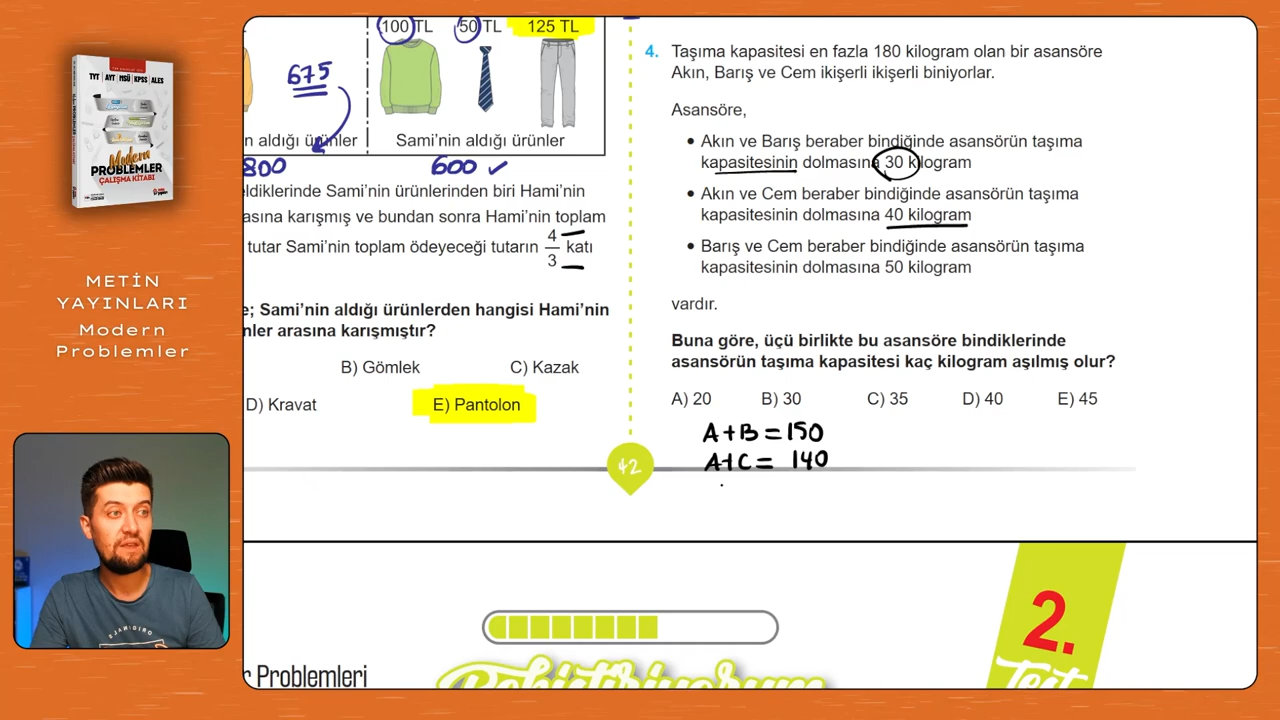 TYT | AYT | MSÜ | KPSS | ALES
Modern
PROBLEMLER
ÇALIŞMA KİTABI
METİN
YAYINLARI
Modern
Problemler
100 TL
50 TL
125 TL
675
n aldığı ürünler
Sami'nin aldığı ürünler
800
600 ✓
eldiklerinde Sami'nin ürünlerinden biri Hami'nin
asına karışmış ve bundan sonra Hami'nin toplam
tutar Sami'nin toplam ödeyeceği tutarın 4/3 katı
e; Sami'nin aldığı ürünlerden hangisi Hami'nin
nler arasına karışmıştır?
B) Gömlek
C) Kazak
D) Kravat
E) Pantolon
42
4. Taşıma kapasitesi en fazla 180 kilogram olan bir asansöre
Akın, Barış ve Cem ikişerli ikişerli biniyorlar.
Asansöre,
• Akın ve Barış beraber bindiğinde asansörün taşıma
kapasitesinin dolmasına 30 kilogram
• Akın ve Cem beraber bindiğinde asansörün taşıma
kapasitesinin dolmasına 40 kilogram
• Barış ve Cem beraber bindiğinde asansörün taşıma
kapasitesinin dolmasına 50 kilogram
vardır.
Buna göre, üçü birlikte bu asansöre bindiklerinde
asansörün taşıma kapasitesi kaç kilogram aşılmış olur?
A) 20
B) 30
C) 35
D) 40
E) 45
A+B=150
A+C= 140
r Problemleri
Pekiştiriyorum
2.
Test